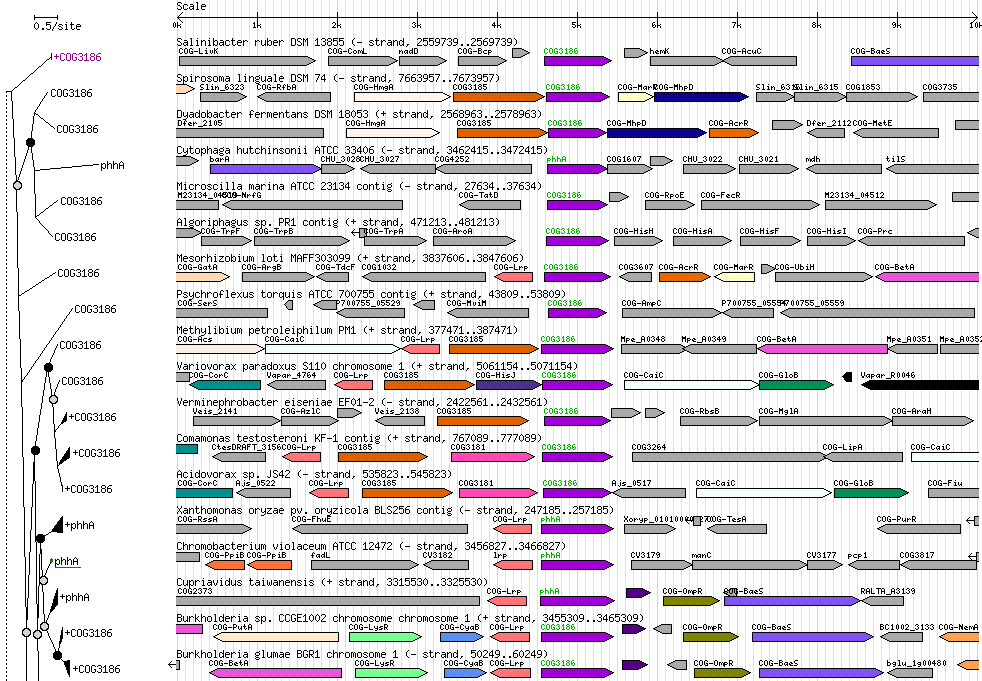 Scale
0.5/site
0k 1k 2k 3k 4k 5k 6k 7k 8k 9k 10k
Salinibacter ruber DSM 13855 (- strand, 2559739..2569739)
+COG3186 COG-LivK COG-ComL nadD COG-Bcp COG3186 hemK COG-AcuC COG-BaeS
Spirosoma linguale DSM 74 (- strand, 7663957..7673957)
COG3186 Slin_6323 COG-RfbA COG-HmgA COG3185 COG3186 COG-MarR COG-MhpD Slin_6315 COG1853 COG3735
Dyadobacter fermentans DSM 18053 (+ strand, 2568963..2578963)
COG3186 Dfer_2105 COG-HmgA COG3185 COG3186 COG-MhpD COG-AcrR Dfer_2112 COG-MetE
Cytophaga hutchinsonii ATCC 33406 (- strand, 3462415..3472415)
phhA barA CHU_3028 CHU_3027 COG4252 phhA COG1607 CHU_3022 CHU_3021 mdh tilS
Microscilla marina ATCC 23134 contig (- strand, 27634..37634)
COG3186 COG-NrfG COG-TatD COG3186 COG-RpoE COG-FecR M23134_04512
Algoriphagus sp. PR1 contig (+ strand, 471213..481213)
COG3186 COG-TrpF COG-TrpB COG-TrpA COG-AroA COG3186 COG-HisH COG-HisA COG-HisF COG-HisI COG-Prc
Mesorhizobium loti MAFF303099 (+ strand, 3837606..3847606)
COG3186 COG-GatA COG-ArgB COG-TdcF COG1032 COG-Lrp COG3186 COG3607 COG-AcrR COG-MarR COG-UbiH COG-BetA
Psychroflexus torquis ATCC 700755 contig (+ strand, 43809..53809)
COG3186 COG-SerS P700755_05529 COG-MviM COG3186 COG-AmpC P700755_05559
Methylibium petroleiphilum PM1 (+ strand, 377471..387471)
COG3186 COG-Acs COG-CaiC COG-Lrp COG3185 COG3186 Mpe_A0348 Mpe_A0349 COG-BetA Mpe_A0351 Mpe_A0352
Variovorax paradoxus S110 chromosome 1 (+ strand, 5061154..5071154)
COG3186 COG-CorC Vapar_4764 COG-Lrp COG3185 COG-HisJ COG3186 COG-CaiC COG-GloB Vapar_R0046
Verminephrobacter eiseniae EF01-2 (- strand, 2422561..2432561)
+COG3186 Veis_2141 COG-AzlC Veis_2138 COG3185 COG3186 COG-RbsB COG-MglA COG-AraH
Comamonas testosteroni KF-1 contig (+ strand, 767089..777089)
+COG3186 CtesDRAFT_3156 COG-Lrp COG3185 COG3181 COG3186 COG3264 COG-LipA COG-CaiC
Acidovorax sp. JS42 (- strand, 535823..545823)
+COG3186 COG-CorC Ajs_0522 COG-Lrp COG3185 COG3181 COG3186 Ajs_0517 COG-CaiC COG-GloB COG-Fiu
Xanthomonas oryzae pv. oryzicola BLS256 contig (- strand, 247185..257185)
+phhA COG-RssA COG-FhuE COG-Lrp phhA COG-TesA COG-PurR
Chromobacterium violaceum ATCC 12472 (- strand, 3456827..3466827)
phhA COG-PpiB COG-PpiB fadL CV3182 lrp phhA CV3179 manC CV3177 pcp1 COG3817
Cupriavidus taiwanensis (+ strand, 3315530..3325530)
+phhA COG2373 COG-Lrp phhA COG-OmpR COG-BaeS RALTA_A3139
Burkholderia sp. CCGE1002 chromosome chromosome 1 (+ strand, 3455309..3465309)
+COG3186 COG-PutA COG-LysR COG-CyaB COG-Lrp COG3186 COG-OmpR COG-BaeS BC1002_3133 COG-NemA
Burkholderia glumae BGR1 chromosome 1 (- strand, 50249..60249)
+COG3186 COG-BetA COG-LysR COG-CyaB COG-Lrp COG3186 COG-OmpR COG-BaeS bglu_1g00480